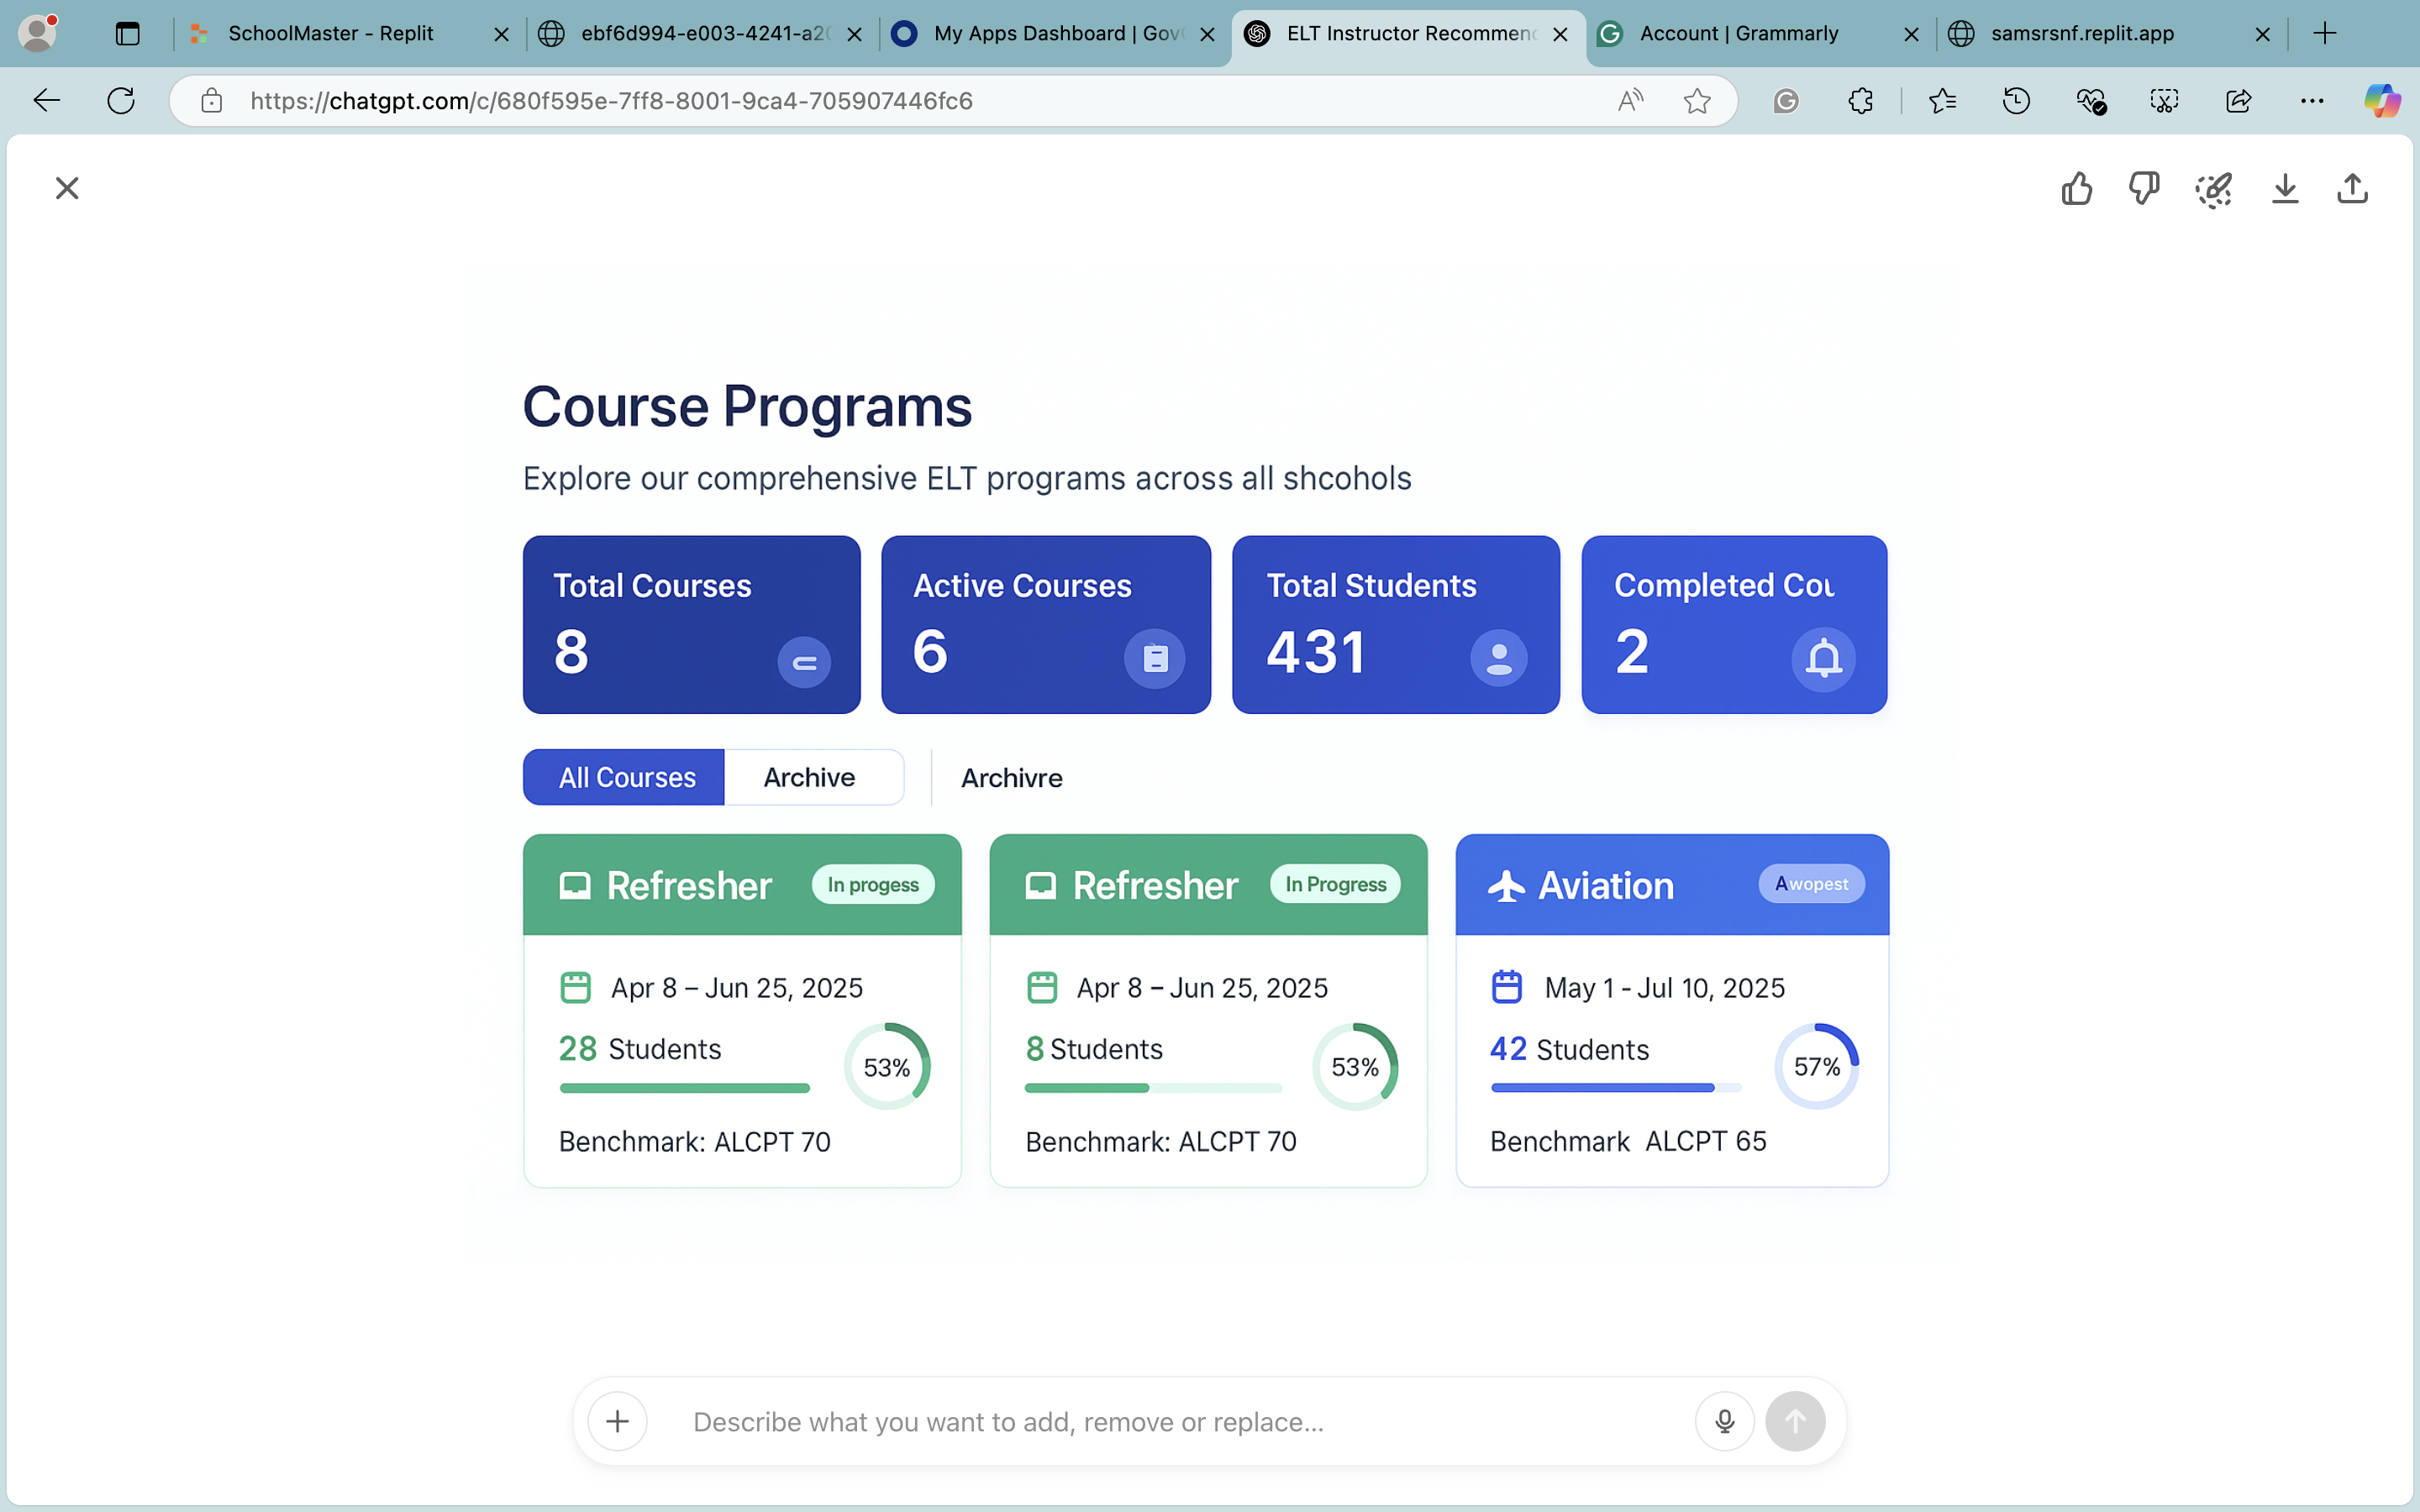 SchoolMaster - Replit
ebf6d994-e003-4241-a20
My Apps Dashboard | Gov
ELT Instructor Recommen
Account | Grammarly
samsrsnf.replit.app
https://chatgpt.com/c/680f595e-7ff8-8001-9ca4-705907446fc6
Course Programs
Explore our comprehensive ELT programs across all shcohols
Total Courses
8
Active Courses
6
Total Students
431
Completed Cou
2
All Courses
Archive
Archivre
Refresher
In progess
Apr 8 – Jun 25, 2025
28 Students
53%
Benchmark: ALCPT 70
Refresher
In Progress
Apr 8 – Jun 25, 2025
8 Students
53%
Benchmark: ALCPT 70
Aviation
Awopest
May 1 - Jul 10, 2025
42 Students
57%
Benchmark ALCPT 65
Describe what you want to add, remove or replace...